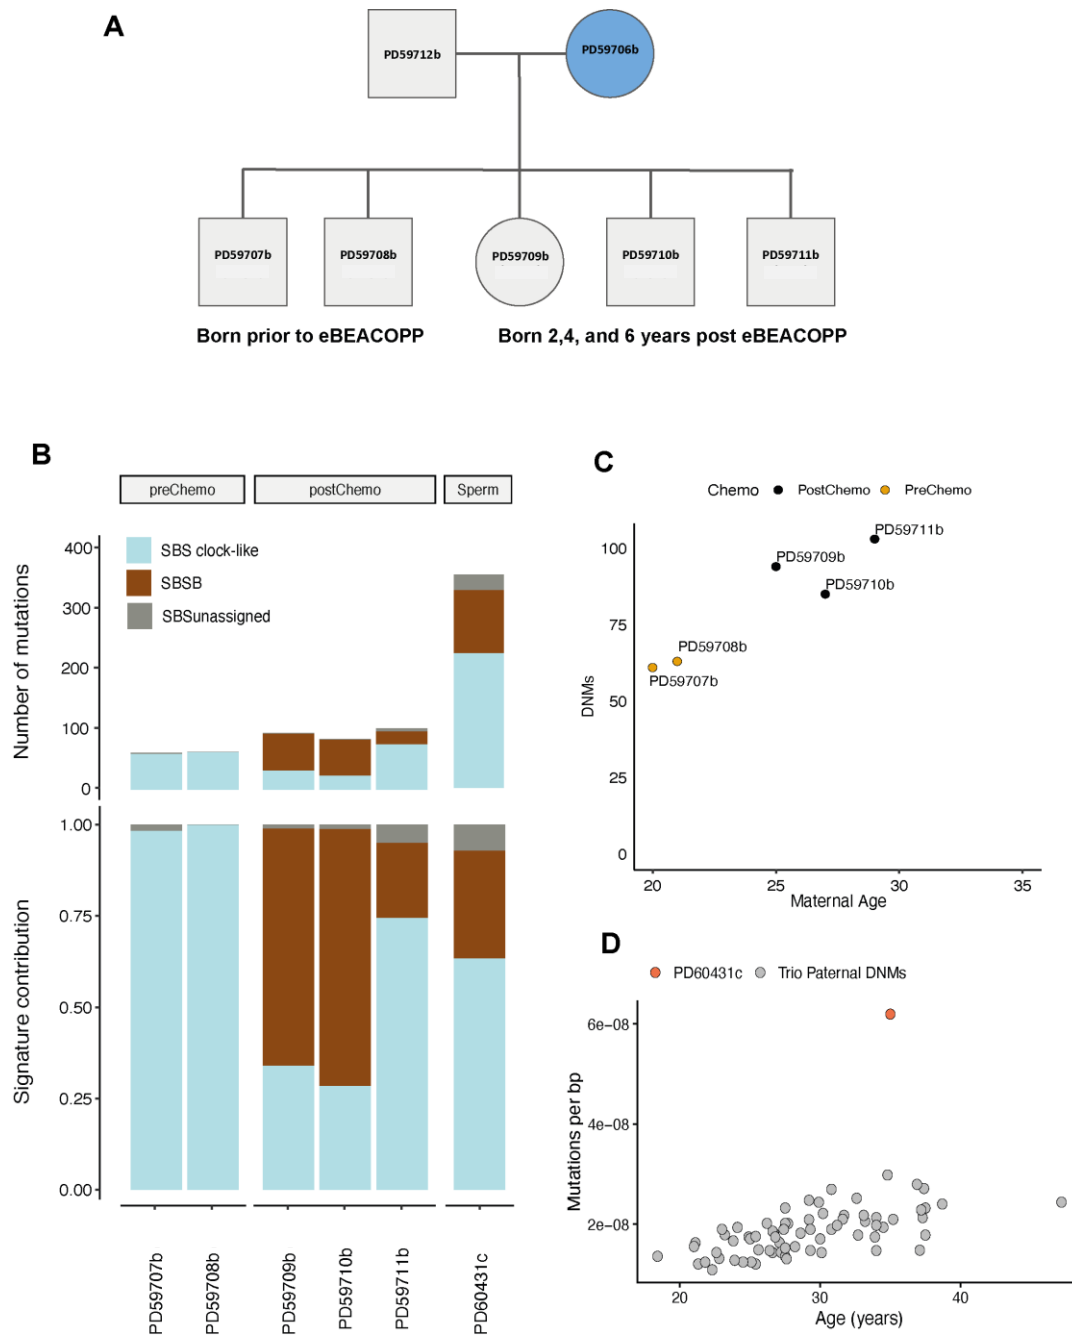 A
PD59712b
PD59706b
PD59707b
PD59708b
PD59709b
PD59710b
PD59711b
Born prior to eBEACOPP
Born 2,4, and 6 years post eBEACOPP
B
preChemo
postChemo
Sperm
SBS clock-like
SBSB
SBSunassigned
Number of mutations
400
300
200
100
0
Signature contribution
1.00
0.75
0.50
0.25
0.00
PD59707b
PD59708b
PD59709b
PD59710b
PD59711b
PD60431c
C
Chemo
PostChemo
PreChemo
DNMs
100
75
50
25
0
PD59711b
PD59709b
PD59710b
PD59708b
PD59707b
20
25
30
35
Maternal Age
D
PD60431c
Trio Paternal DNMs
Mutations per bp
6e−08
4e−08
2e−08
20
30
40
Age (years)